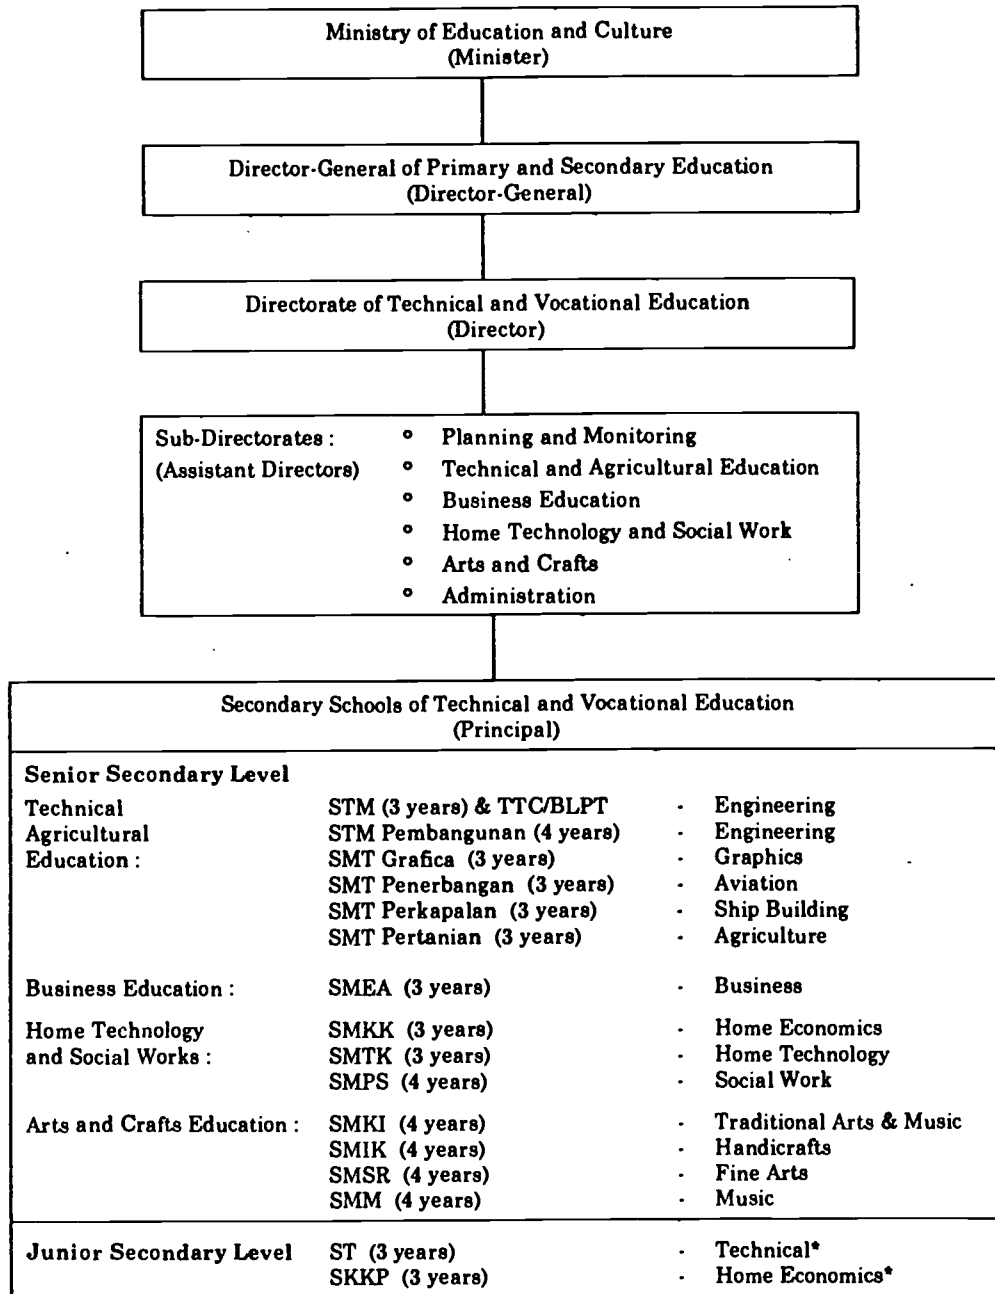 Ministry of Education and Culture
(Minister)
Director-General of Primary and Secondary Education
(Director-General)
Directorate of Technical and Vocational Education
(Director)
Sub-Directorates : ° Planning and Monitoring
(Assistant Directors) ° Technical and Agricultural Education
° Business Education
° Home Technology and Social Work
° Arts and Crafts
° Administration
Secondary Schools of Technical and Vocational Education
(Principal)
Senior Secondary Level
Technical STM (3 years) & TTC/BLPT - Engineering
Agricultural STM Pembangunan (4 years) - Engineering
Education : SMT Grafica (3 years) - Graphics
SMT Penerbangan (3 years) - Aviation
SMT Perkapalan (3 years) - Ship Building
SMT Pertanian (3 years) - Agriculture
Business Education : SMEA (3 years) - Business
Home Technology SMKK (3 years) - Home Economics
and Social Works : SMTK (3 years) - Home Technology
SMPS (4 years) - Social Work
Arts and Crafts Education : SMKI (4 years) - Traditional Arts & Music
SMIK (4 years) - Handicrafts
SMSR (4 years) - Fine Arts
SMM (4 years) - Music
Junior Secondary Level ST (3 years) - Technical*
SKKP (3 years) - Home Economics*